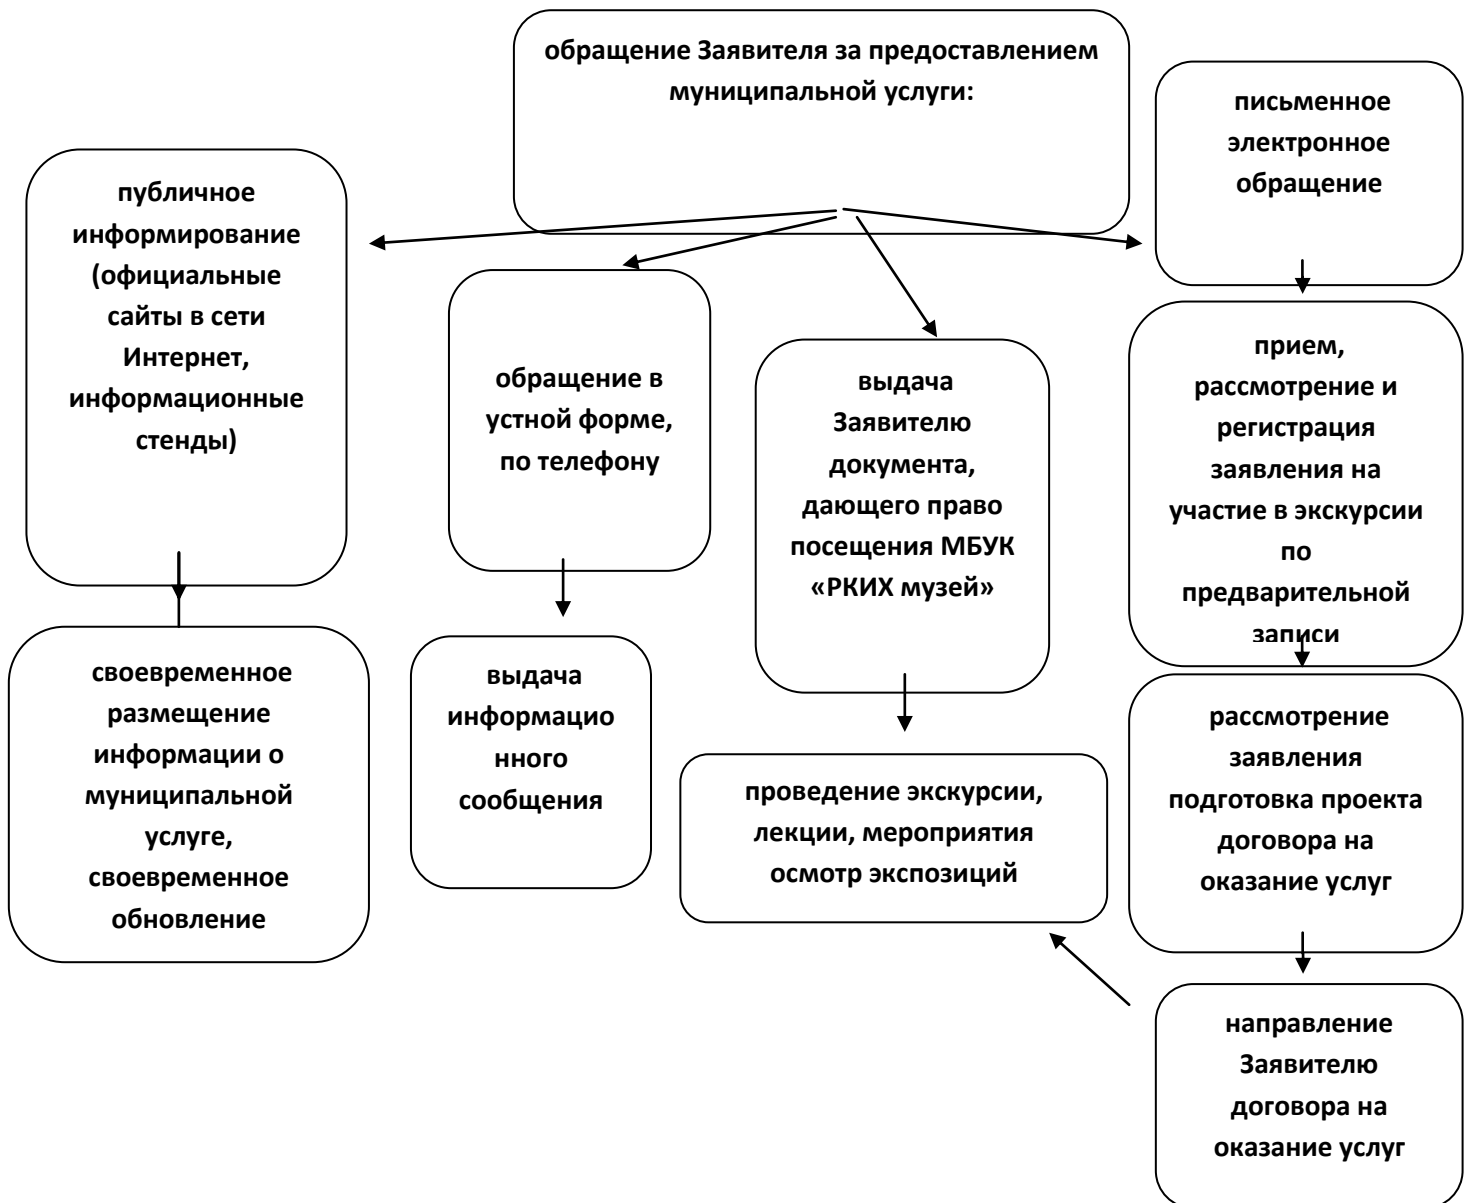 обращение Заявителя за предоставлением
муниципальной услуги:
письменное
электронное
обращение
публичное
информирование
(официальные
сайты в сети
Интернет,
информационные
стенды)
обращение в
устной форме,
по телефону
выдача
Заявителю
документа,
дающего право
посещения МБУК
«РКИХ музей»
прием,
рассмотрение и
регистрация
заявления на
участие в экскурсии
по
предварительной
записи
своевременное
размещение
информации о
муниципальной
услуге,
своевременное
обновление
выдача
информацио
нного
сообщения
проведение экскурсии,
лекции, мероприятия
осмотр экспозиций
рассмотрение
заявления
подготовка проекта
договора на
оказание услуг
направление
Заявителю
договора на
оказание услуг